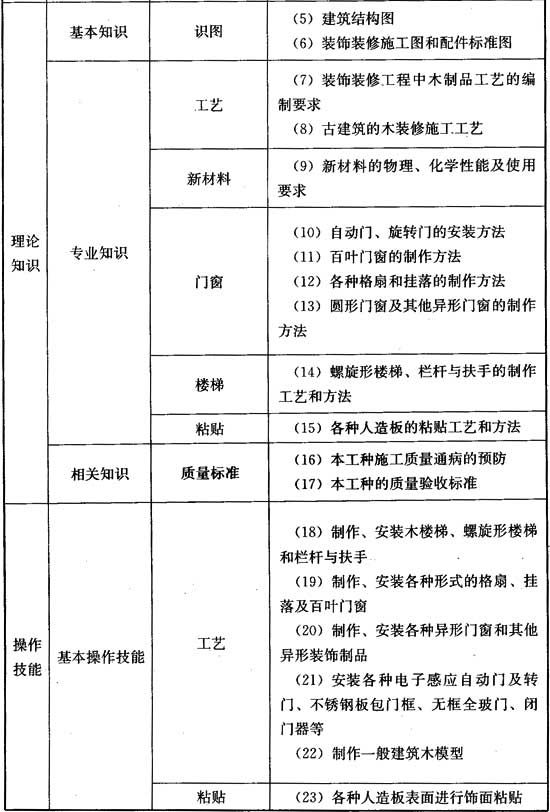 基本知识
识图
(5) 建筑结构图
(6) 装饰装修施工图和配件标准图
理论
知识
专业知识
工艺
(7) 装饰装修工程中木制品工艺的编
制要求
(8) 古建筑的木装修施工工艺
新材料
(9) 新材料的物理、化学性能及使用
要求
门窗
(10) 自动门、旋转门的安装方法
(11) 百叶门窗的制作方法
(12) 各种格扇和挂落的制作方法
(13) 圆形门窗及其他异形门窗的制作
方法
楼梯
(14) 螺旋形楼梯、栏杆与扶手的制作
工艺和方法
粘贴
(15) 各种人造板的粘贴工艺和方法
相关知识
质量标准
(16) 本工种施工质量通病的预防
(17) 本工种的质量验收标准
操作
技能
基本操作技能
工艺
(18) 制作、安装木楼梯、螺旋形楼梯
和栏杆与扶手
(19) 制作、安装各种形式的格扇、挂
落及百叶门窗
(20) 制作、安装各种异形门窗和其他
异形装饰制品
(21) 安装各种电子感应自动门及转
门、不锈钢板包门框、无框全玻门、闭
门器等
(22) 制作一般建筑木模型
粘贴
(23) 各种人造板表面进行饰面粘贴